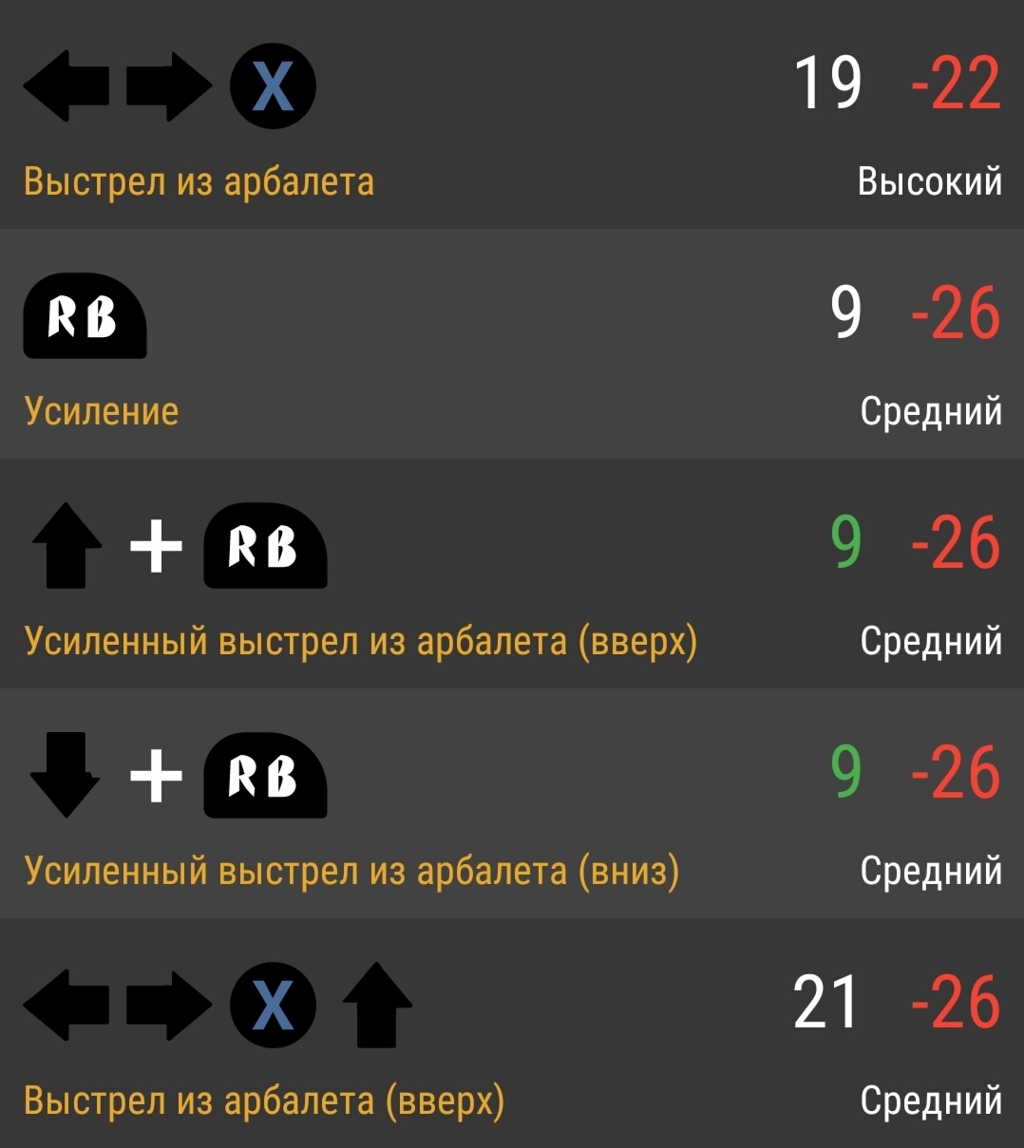 X 19 -22
Выстрел из арбалета Высокий
RB 9 -26
Усиление Средний
+ RB 9 -26
Усиленный выстрел из арбалета (вверх) Средний
+ RB 9 -26
Усиленный выстрел из арбалета (вниз) Средний
X 21 -26
Выстрел из арбалета (вверх) Средний